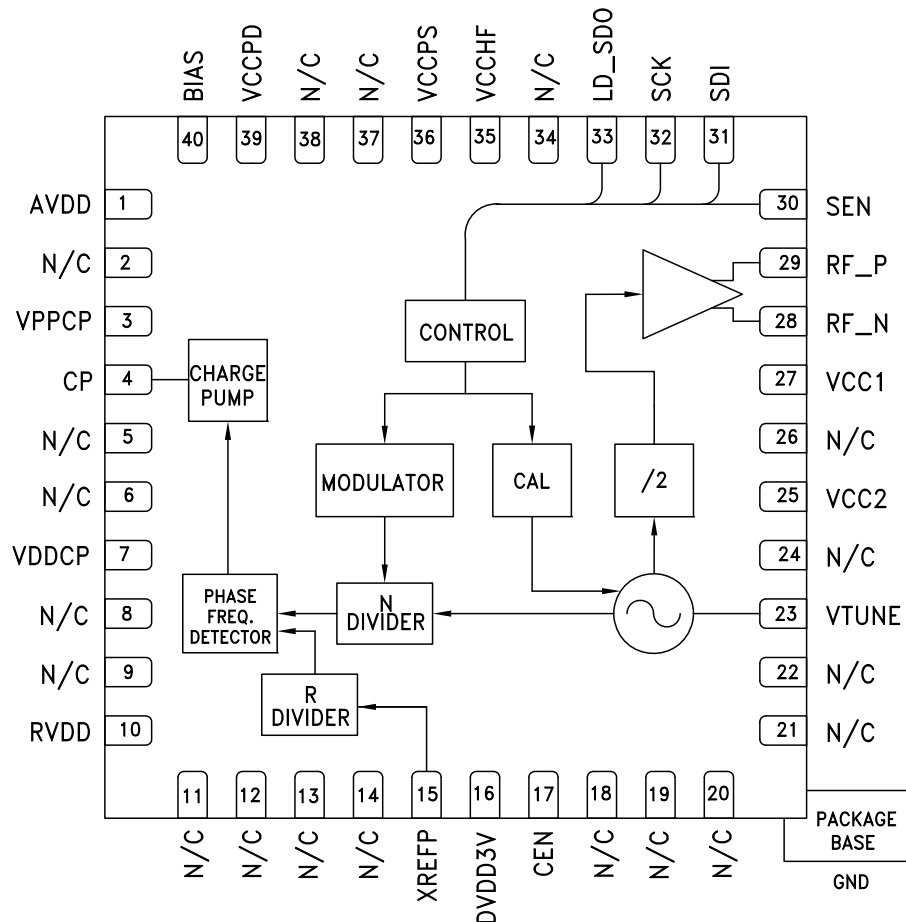 BIAS VCCPD N/C N/C VCCPS VCCHF N/C LD_SDO SCK SDI
40 39 38 37 36 35 34 33 32 31
AVDD 1 30 SEN
N/C 2 29 RF_P
VPPCP 3 28 RF_N
CONTROL
CP 4 CHARGE PUMP 27 VCC1
N/C 5 26 N/C
MODULATOR CAL /2
N/C 6 25 VCC2
VDDCP 7 24 N/C
PHASE
FREQ.
DETECTOR
N
DIVIDER
N/C 8 23 VTUNE
N/C 9 22 N/C
R
DIVIDER
RVDD 10 21 N/C
11 12 13 14 15 16 17 18 19 20
N/C N/C N/C N/C XREFP DVDD3V CEN N/C N/C N/C
PACKAGE
BASE
GND